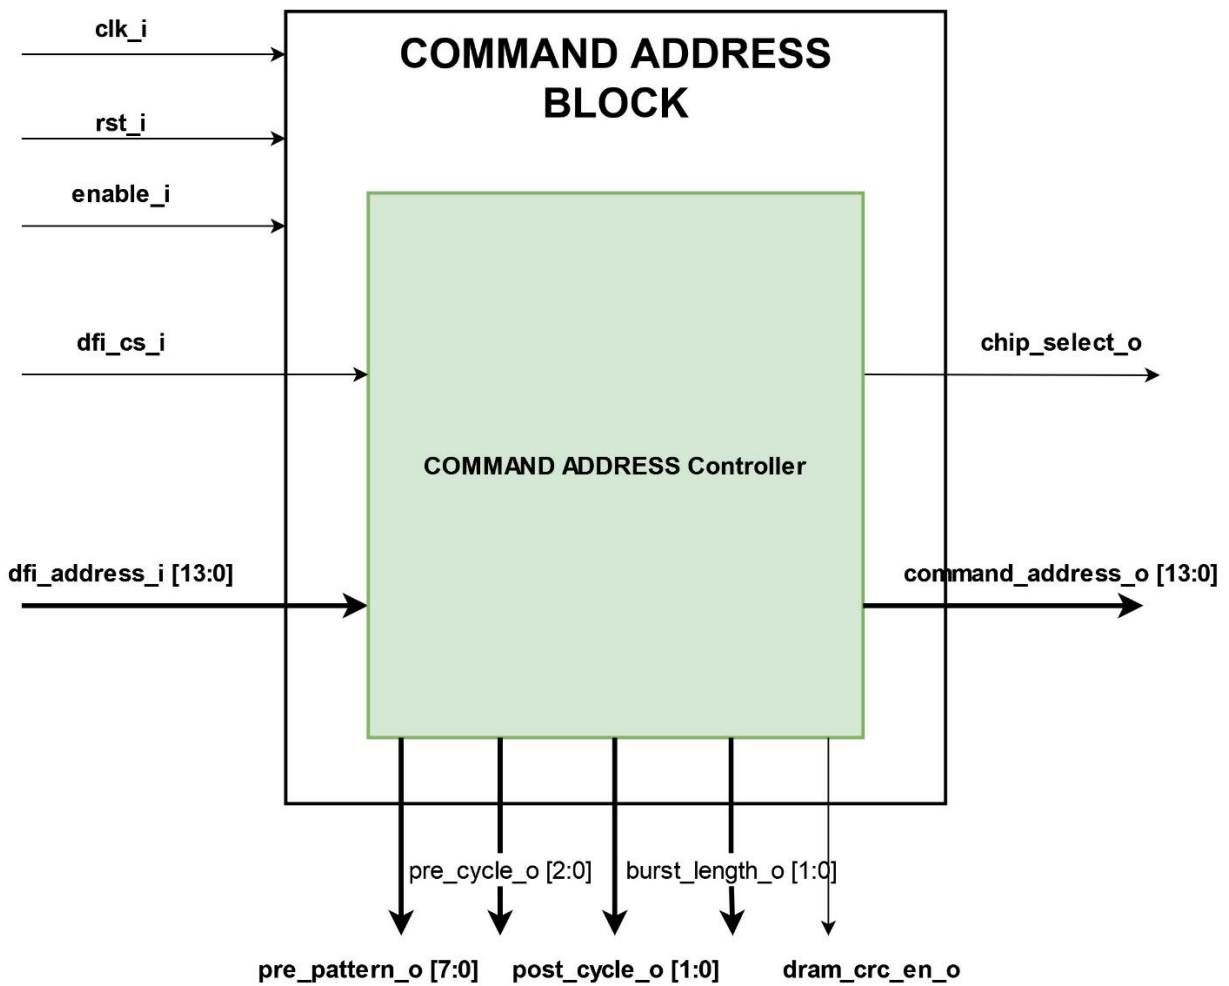 clk_i
COMMAND ADDRESS
BLOCK
rst_i
enable_i
dfi_cs_i
chip_select_o
COMMAND ADDRESS Controller
dfi_address_i [13:0]
command_address_o [13:0]
pre_cycle_o [2:0]
burst_length_o [1:0]
pre_pattern_o [7:0]
post_cycle_o [1:0]
dram_crc_en_o